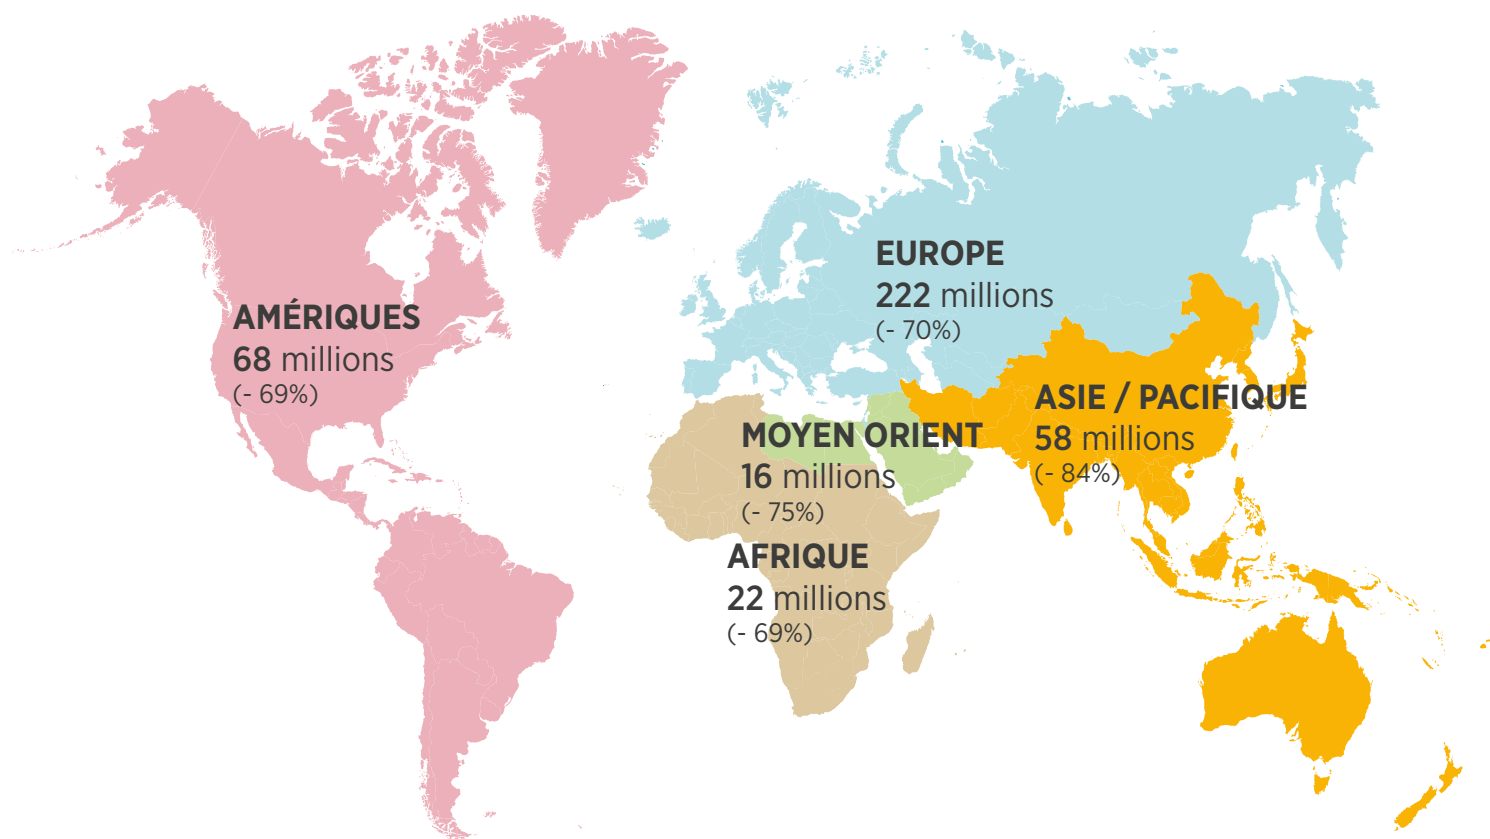 AMÉRIQUES
68 millions
(- 69%)
EUROPE
222 millions
(- 70%)
ASIE / PACIFIQUE
58 millions
(- 84%)
MOYEN ORIENT
16 millions
(- 75%)
AFRIQUE
22 millions
(- 69%)